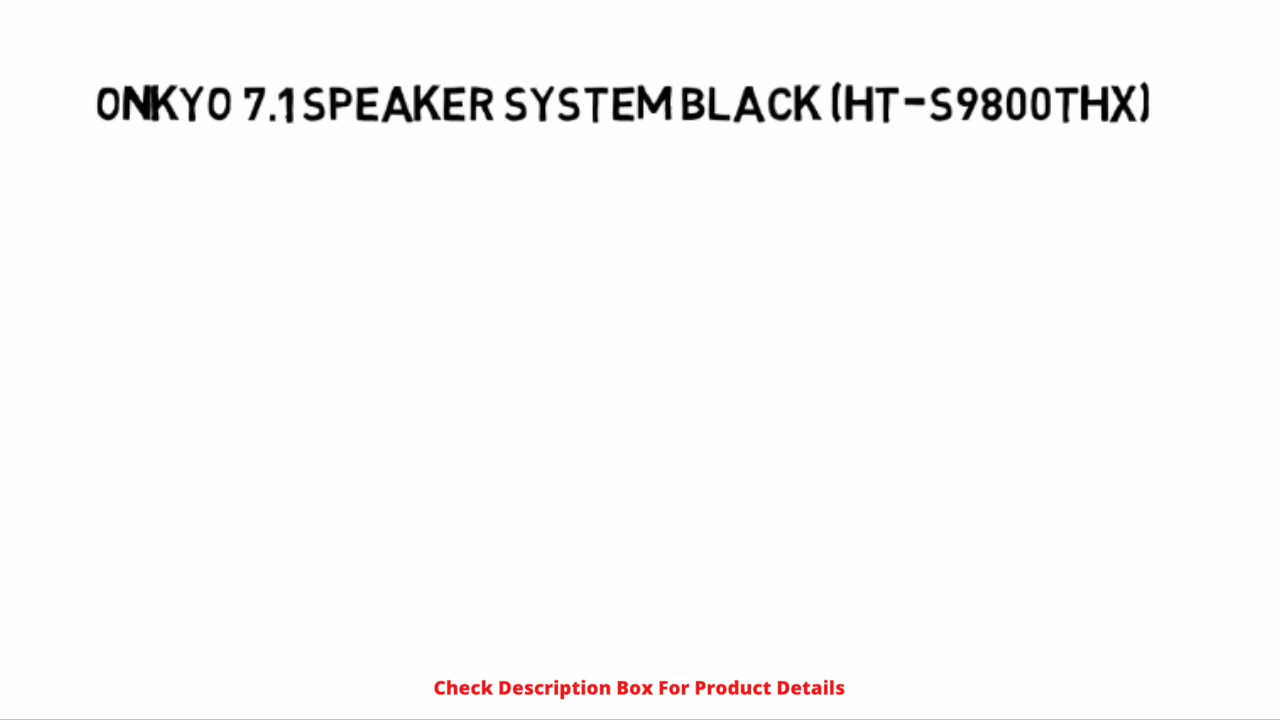 ONKYO 7.1 SPEAKER SYSTEM BLACK (HT-S9800THX)
Check Description Box For Product Details